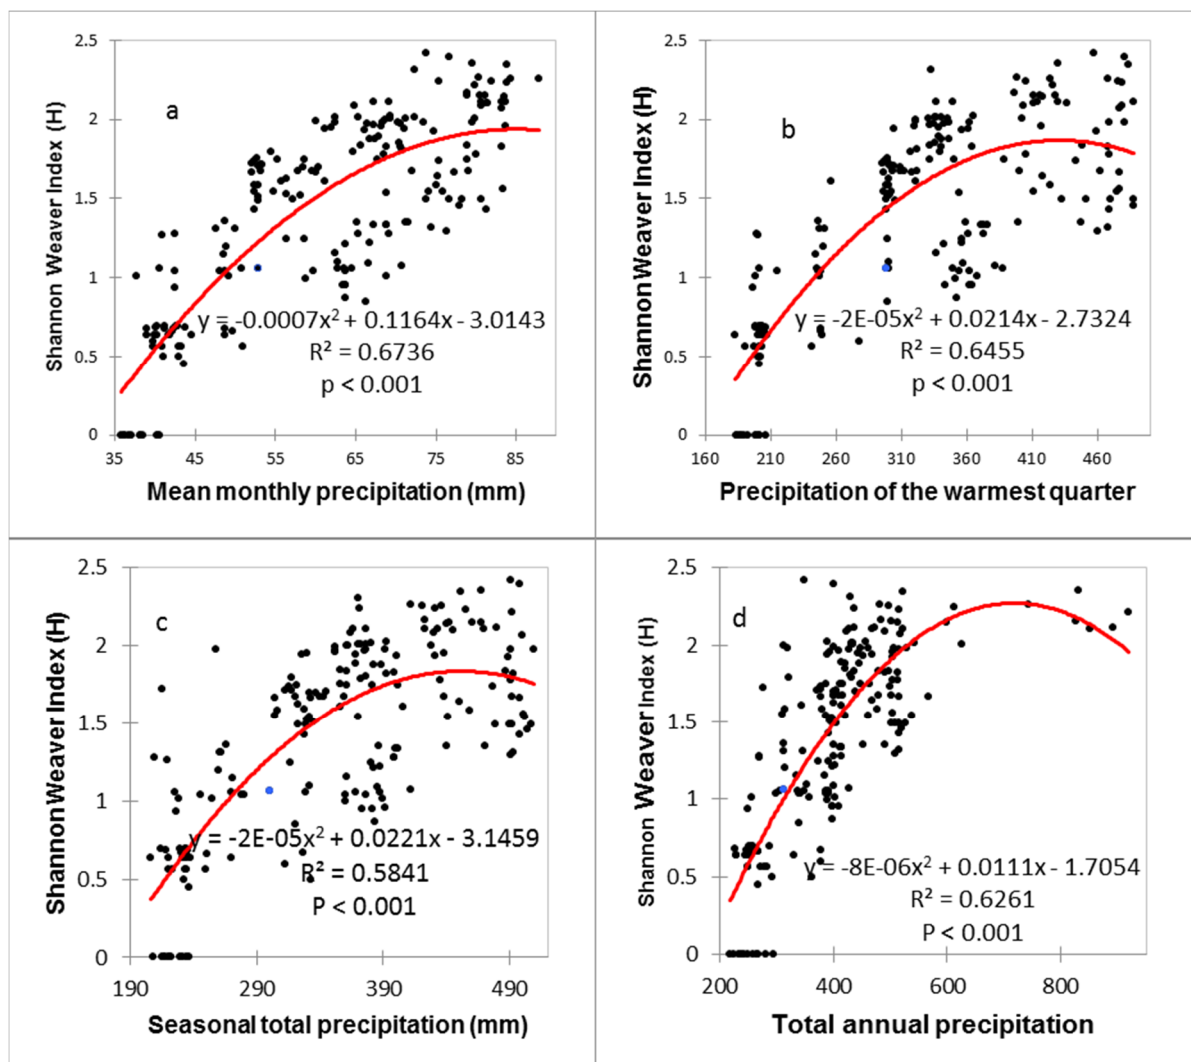 2.5
2
1.5
1
0.5
0
Shannon Weaver Index (H)
a
y = -0.0007x² + 0.1164x - 3.0143
R² = 0.6736
p < 0.001
35 45 55 65 75 85
Mean monthly precipitation (mm)
2.5
2
1.5
1
0.5
0
Shannon Weaver Index (H)
b
y = -2E-05x² + 0.0214x - 2.7324
R² = 0.6455
p < 0.001
160 210 260 310 360 410 460
Precipitation of the warmest quarter
2.5
2
1.5
1
0.5
0
Shannon Weaver Index (H)
c
y = -2E-05x² + 0.0221x - 3.1459
R² = 0.5841
P < 0.001
190 290 390 490
Seasonal total precipitation (mm)
2.5
2
1.5
1
0.5
0
Shannon Weaver Index (H)
d
y = -8E-06x² + 0.0111x - 1.7054
R² = 0.6261
P < 0.001
200 400 600 800
Total annual precipitation